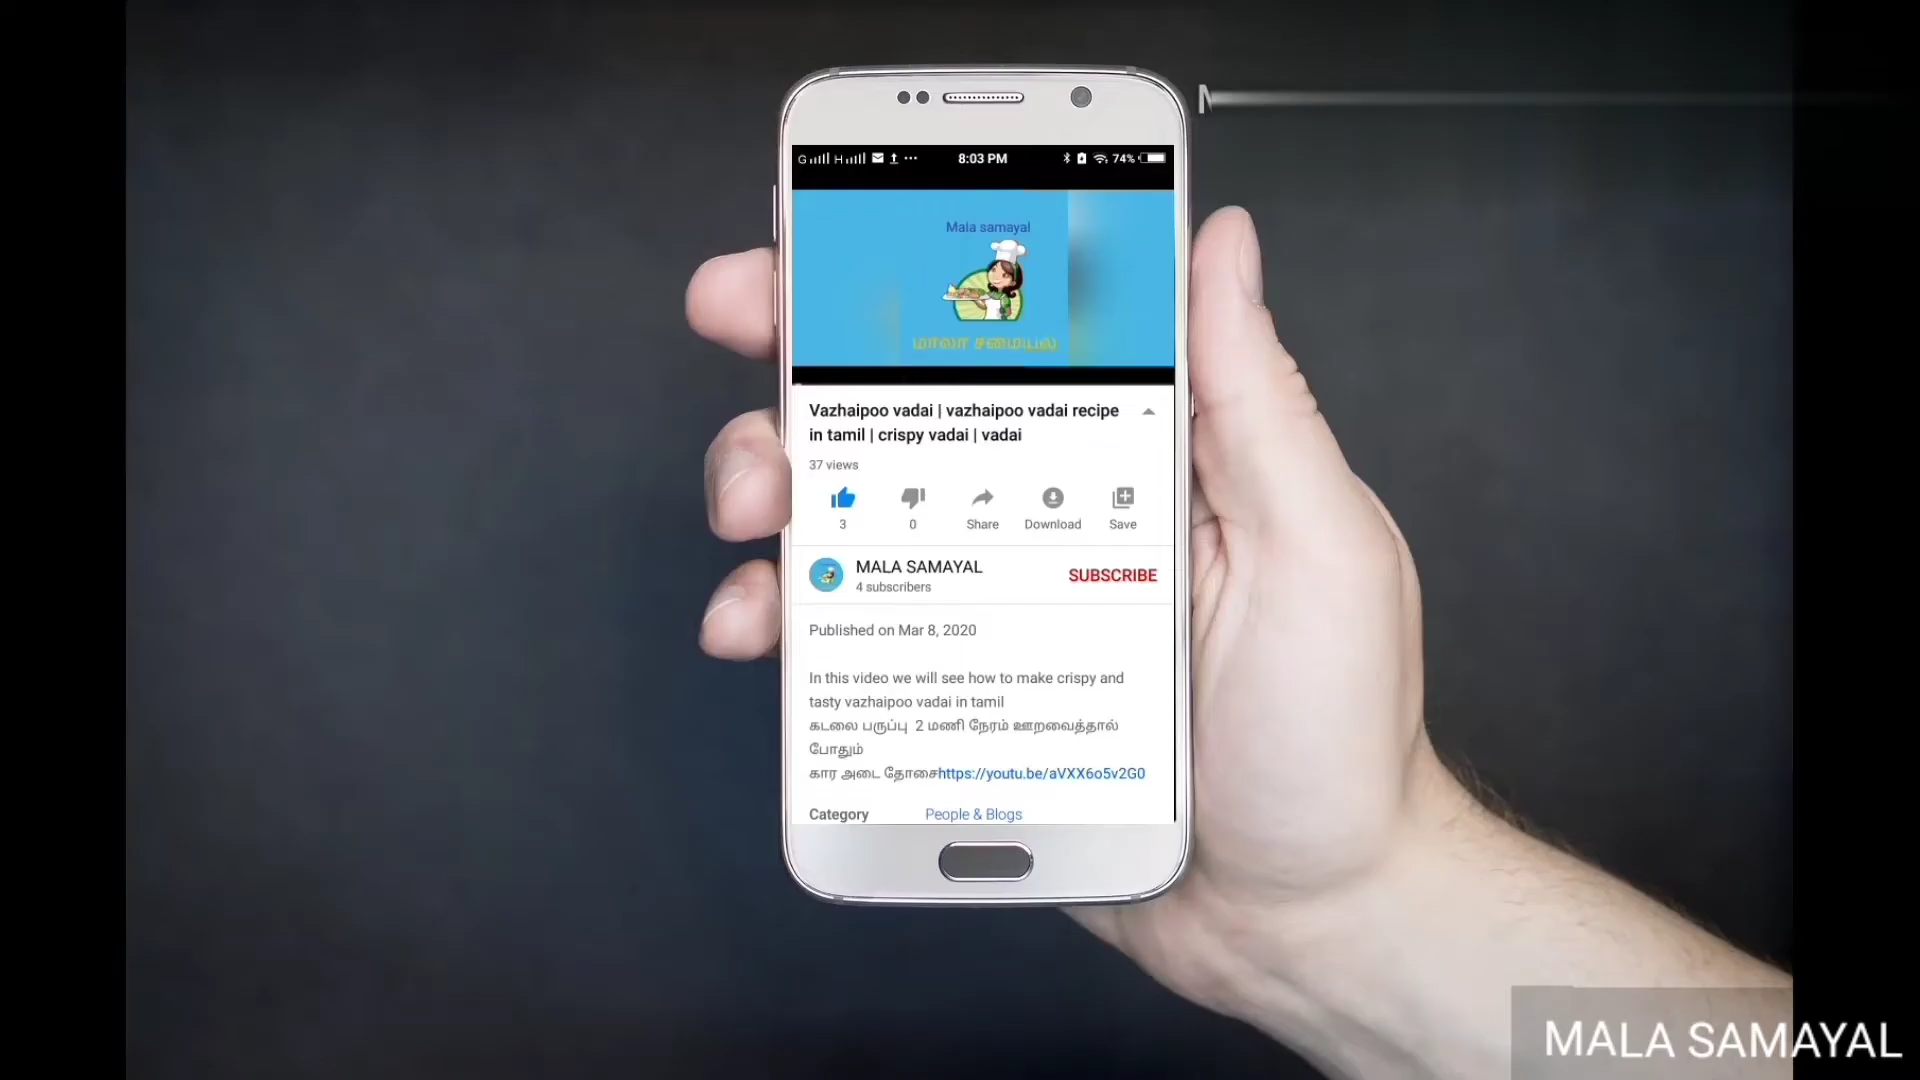 M
G H ... 8:03 PM 74%
Mala samayal
மாலா சமையல்
Vazhaipoo vadai | vazhaipoo vadai recipe
in tamil | crispy vadai | vadai
37 views
3 0 Share Download Save
MALA SAMAYAL
4 subscribers
SUBSCRIBE
Published on Mar 8, 2020
In this video we will see how to make crispy and
tasty vazhaipoo vadai in tamil
கடலை பருப்பு 2 மணி நேரம் ஊறவைத்தால்
போதும்
கார அடை தோசைhttps://youtu.be/aVXX6o5v2G0
Category People & Blogs
MALA SAMAYAL